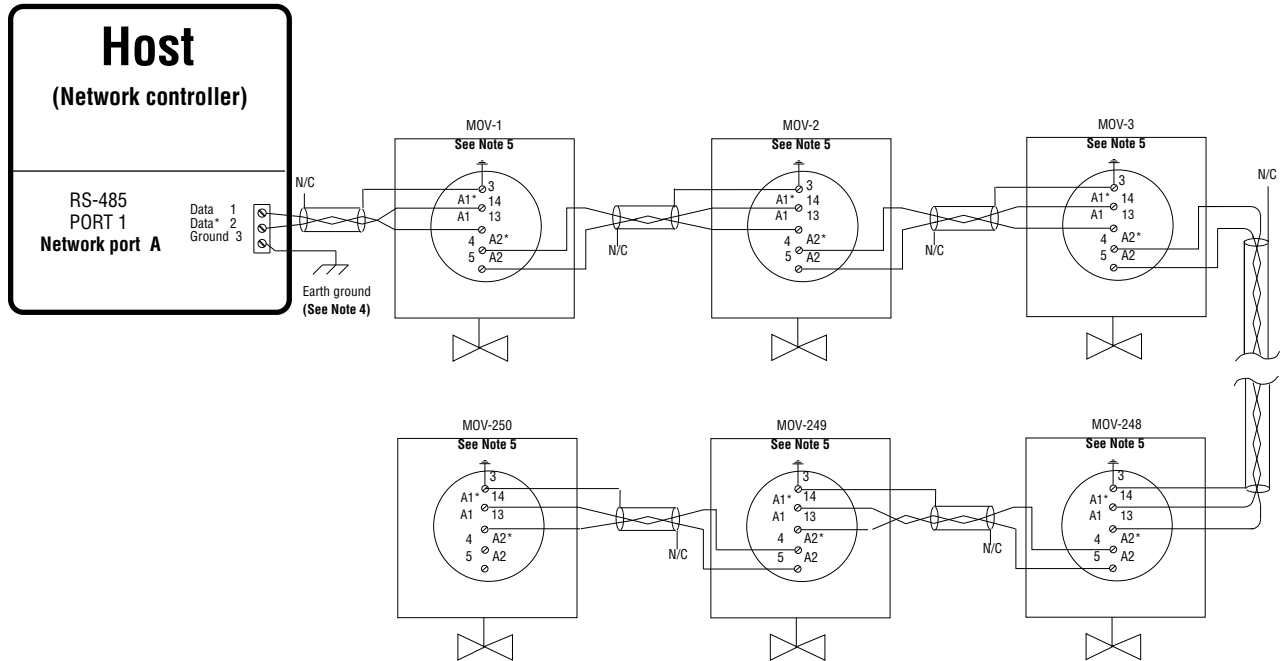 Host
(Network controller)
RS-485
PORT 1
Network port A
Data 1
Data* 2
Ground 3
N/C
Earth ground
(See Note 4)
MOV-1
See Note 5
3
A1* 14
A1 13
4 A2*
5 A2
N/C
MOV-2
See Note 5
3
A1* 14
A1 13
4 A2*
5 A2
N/C
MOV-3
See Note 5
3
A1* 14
A1 13
4 A2*
5 A2
N/C
MOV-250
See Note 5
3
A1* 14
A1 13
4 A2*
5 A2
N/C
MOV-249
See Note 5
3
A1* 14
A1 13
4 A2*
5 A2
N/C
MOV-248
See Note 5
3
A1* 14
A1 13
4 A2*
5 A2